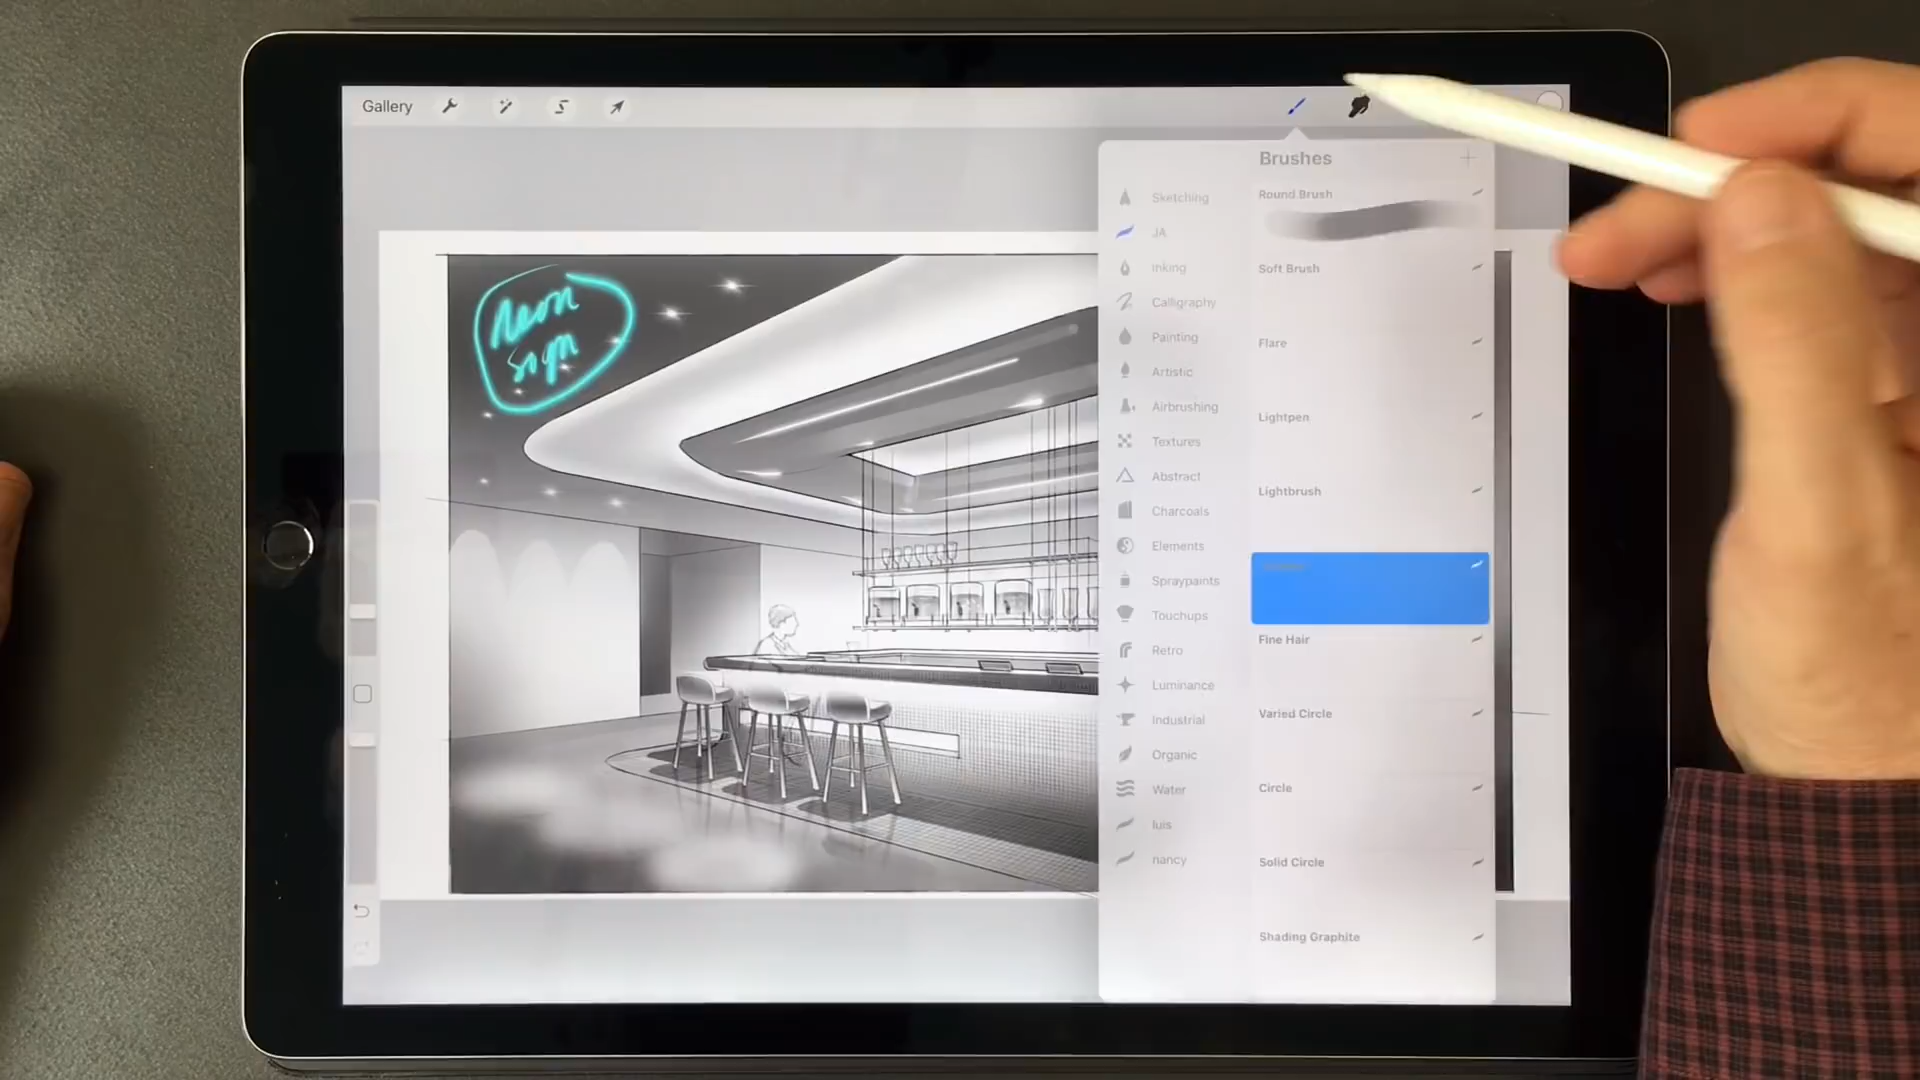 Gallery
Brushes
Sketching
JA
Inking
Calligraphy
Painting
Artistic
Airbrushing
Textures
Abstract
Charcoals
Elements
Spraypaints
Touchups
Retro
Luminance
Industrial
Organic
Water
luis
nancy
Round Brush
Soft Brush
Flare
Lightpen
Lightbrush
Fine Hair
Varied Circle
Circle
Solid Circle
Shading Graphite
Neon
sign